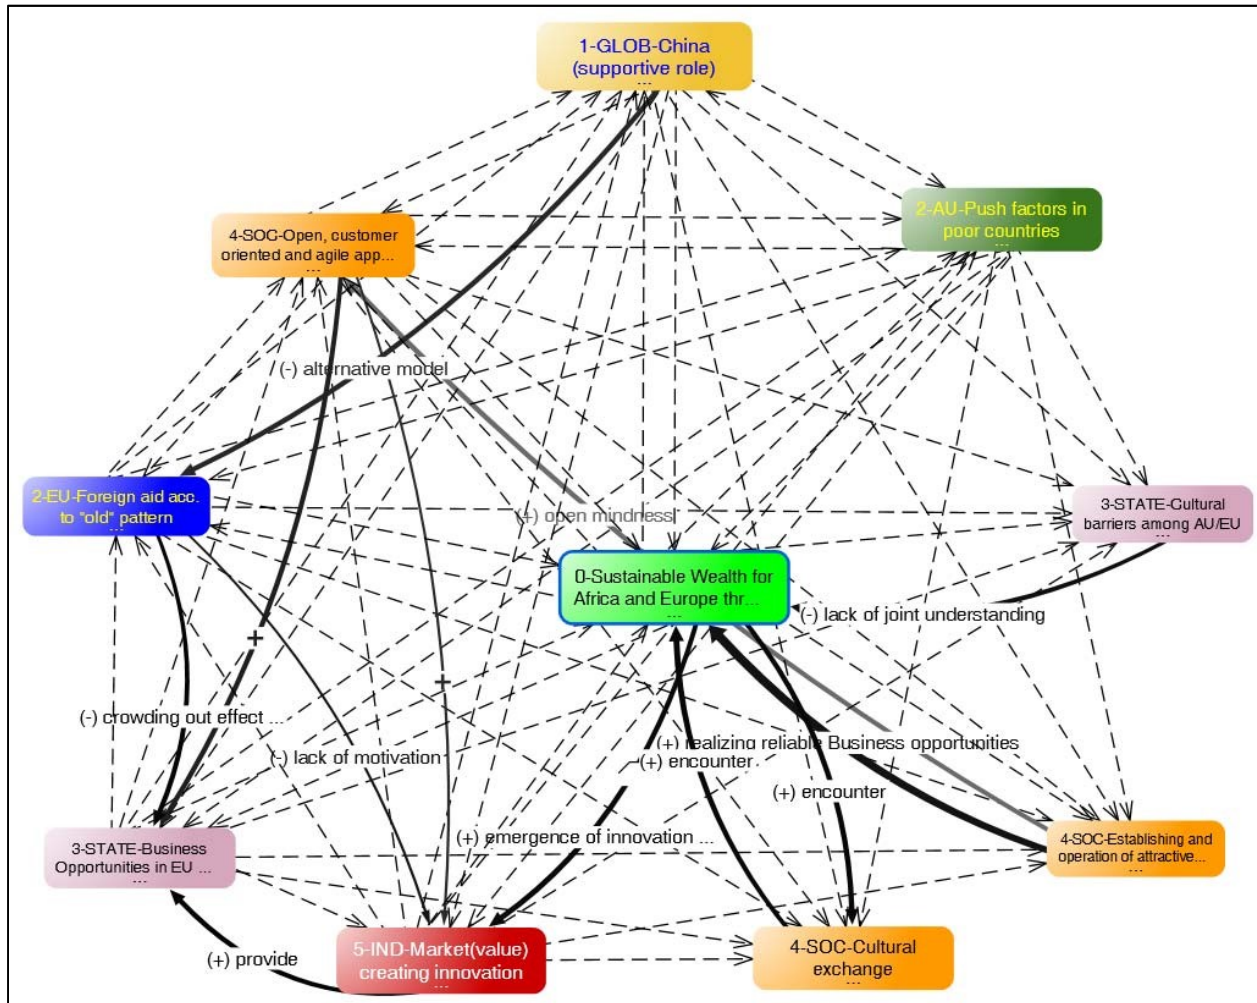 1-GLOB-China
(supportive role)
...
2-AU-Push factors in
poor countries
...
4-SOC-Open, customer
oriented and agile app...
...
(-) alternative model
2-EU-Foreign aid acc.
to "old" pattern
...
(+) open mindness
3-STATE-Cultural
barriers among AU/EU
...
0-Sustainable Wealth for
Africa and Europe thr...
...
(-) lack of joint understanding
+
+
(-) crowding out effect ...
(-) lack of motivation
(+) realizing reliable Business opportunities
(+) encounter
(+) encounter
(+) emergence of innovation ...
3-STATE-Business
Opportunities in EU ...
...
4-SOC-Establishing and
operation of attractive...
...
(+) provide
5-IND-Market(value)
creating innovation
...
4-SOC-Cultural
exchange
...